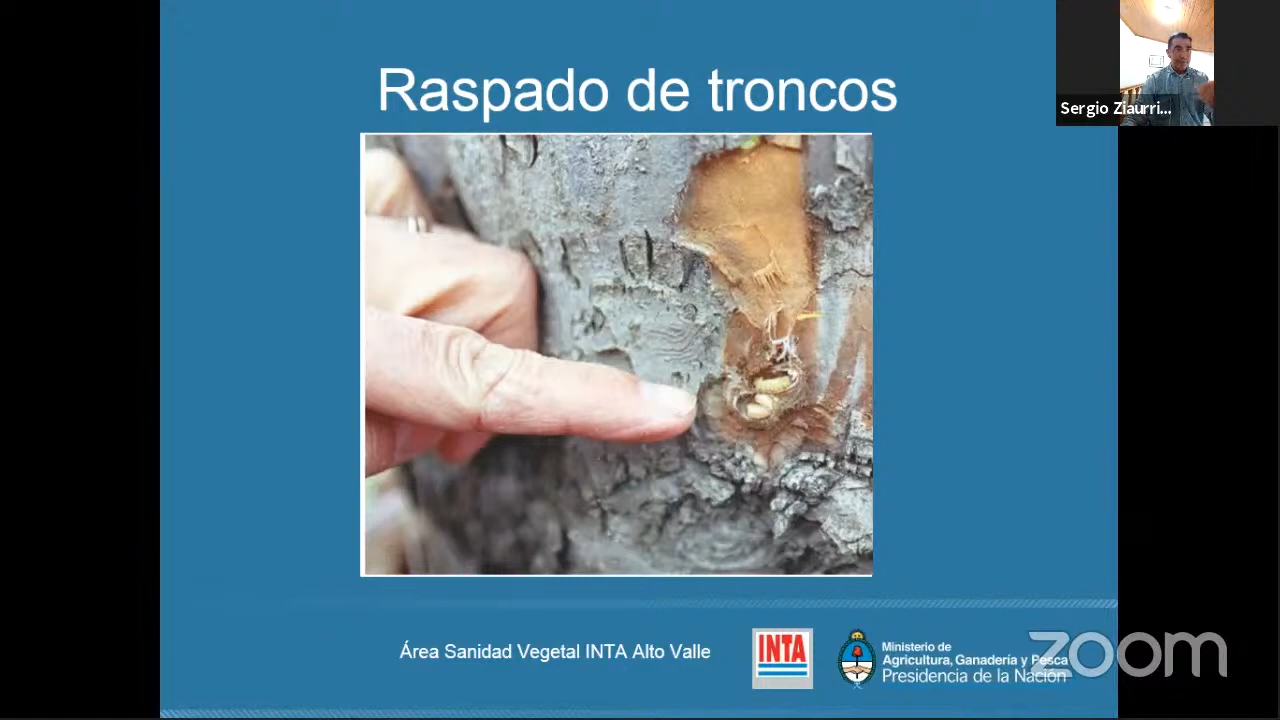 Raspado de troncos
Sergio Ziaurri...
Área Sanidad Vegetal INTA Alto Valle
INTA
Ministerio de
Agricultura, Ganadería y Pesca
Presidencia de la Nación
zoom